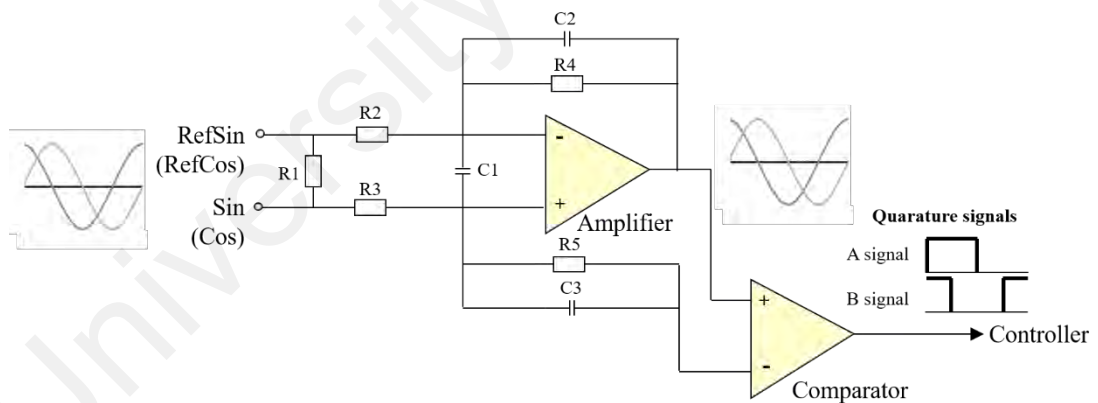 C2
R4
R2
RefSin
(RefCos)
R1
C1
R3
Sin
(Cos)
-
+
Amplifier
R5
C3
Quarature signals
A signal
B signal
+
-
Controller
Comparator
University